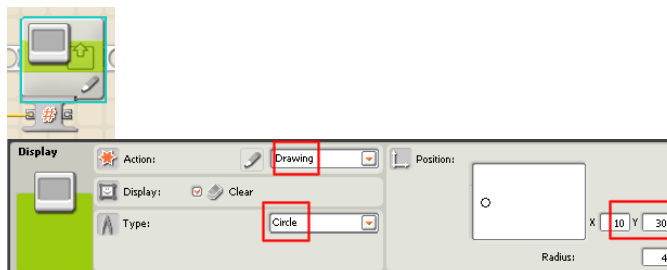 #
Display
Action:
Drawing
Position:
Display:
Clear
Type:
Circle
X 10 Y 30
Radius: 4